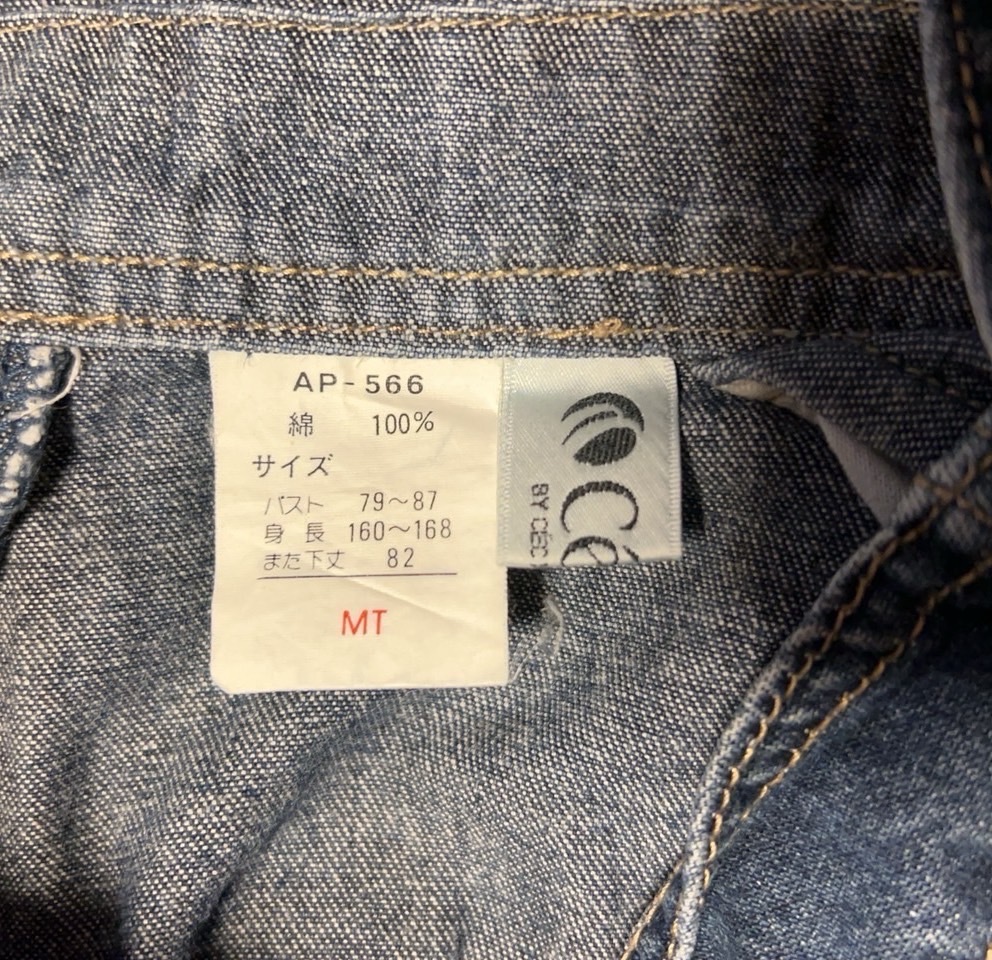 AP-566
綿 100%
サイズ
バスト 79～87
身長 160～168
また下丈 82
MT
Cé
BY CÉC